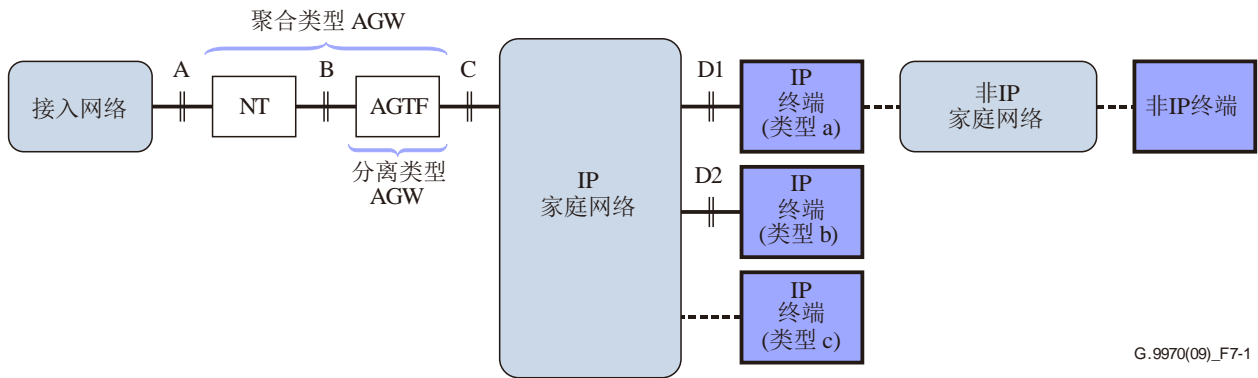 聚合类型 AGW
接入网络
A
NT
B
AGTF
C
分离类型
AGW
IP
家庭网络
D1
IP
终端
(类型 a)
非IP
家庭网络
非IP终端
D2
IP
终端
(类型 b)
IP
终端
(类型 c)
G.9970(09)_F7-1